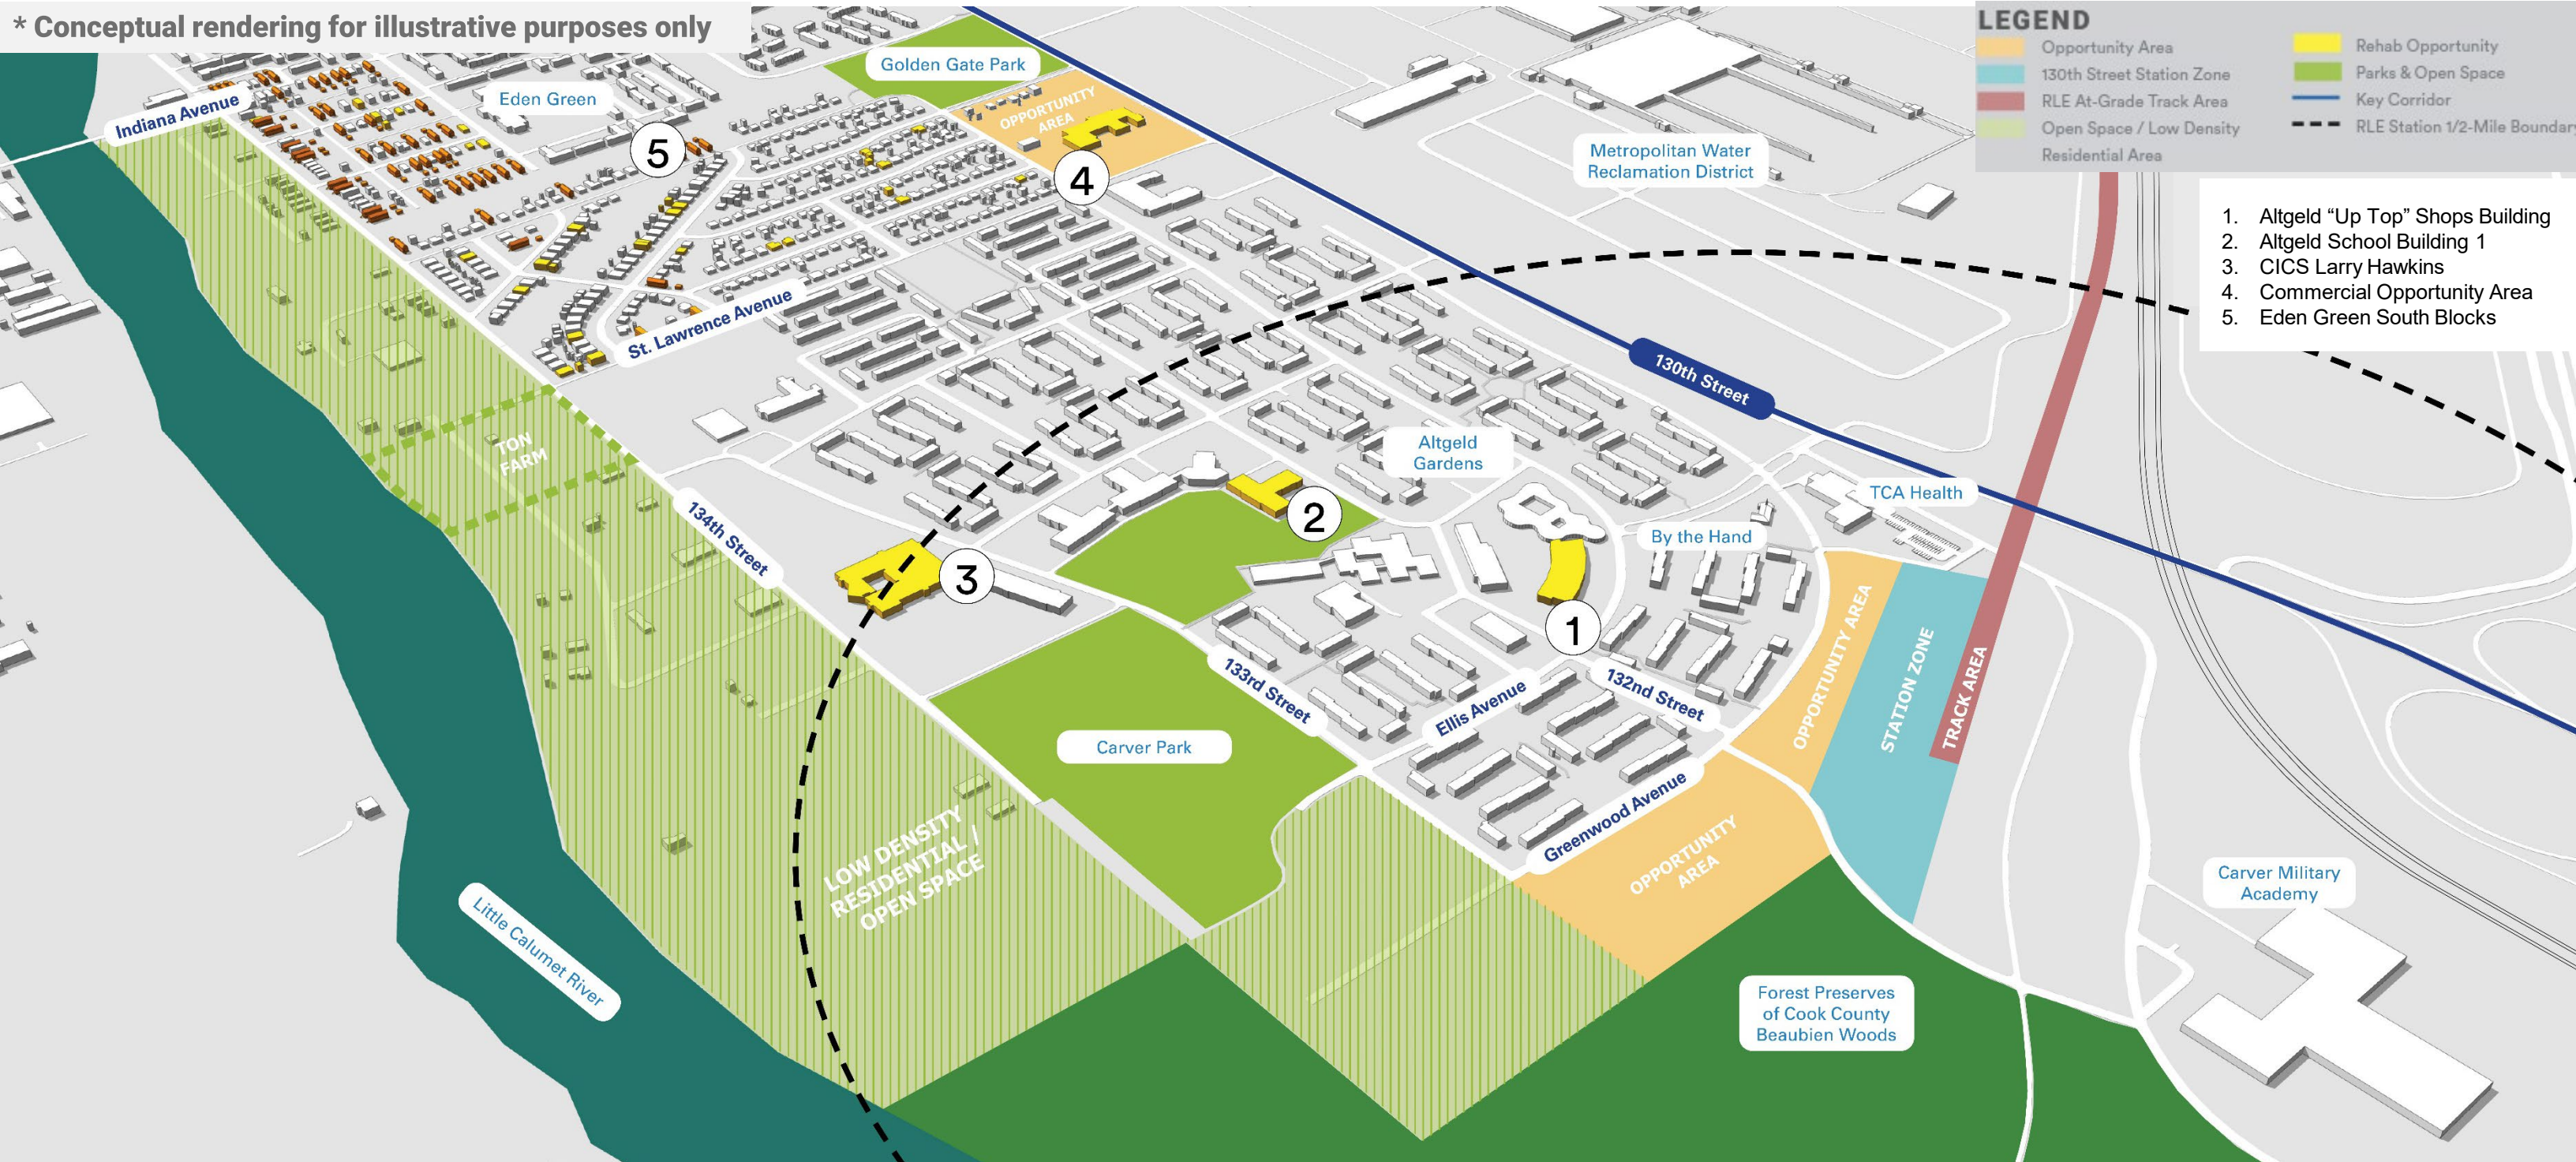 * Conceptual rendering for illustrative purposes only
LEGEND
Opportunity Area
130th Street Station Zone
RLE At-Grade Track Area
Open Space / Low Density
Residential Area
Rehab Opportunity
Parks & Open Space
Key Corridor
RLE Station 1/2-Mile Boundary
1. Altgeld “Up Top” Shops Building
2. Altgeld School Building 1
3. CICS Larry Hawkins
4. Commercial Opportunity Area
5. Eden Green South Blocks
Golden Gate Park
Eden Green
Indiana Avenue
OPPORTUNITY
AREA
5
4
Metropolitan Water
Reclamation District
St. Lawrence Avenue
130th Street
TON
FARM
Altgeld
Gardens
TCA Health
134th Street
2
By the Hand
3
1
OPPORTUNITY AREA
STATION ZONE
TRACK AREA
133rd Street
Ellis Avenue
132nd Street
Carver Park
Greenwood Avenue
LOW DENSITY
RESIDENTIAL /
OPEN SPACE
OPPORTUNITY
AREA
Little Calumet River
Carver Military
Academy
Forest Preserves
of Cook County
Beaubien Woods